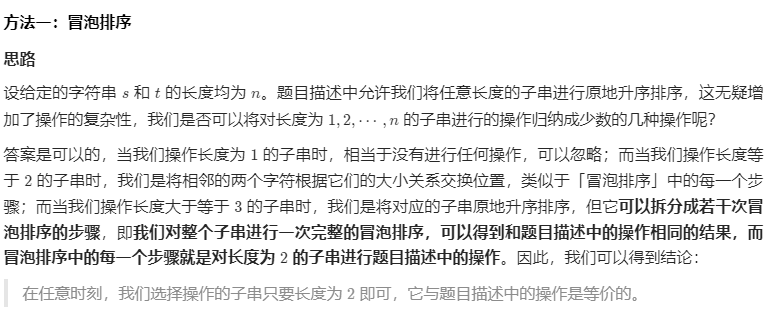 方法一：冒泡排序
思路
设给定的字符串 s 和 t 的长度均为 n。题目描述中允许我们将任意长度的子串进行原地升序排序，这无疑增
加了操作的复杂性，我们是否可以将对长度为 1, 2, ⋯ , n 的子串进行的操作归纳成少数的几种操作呢？
答案是可以的，当我们操作长度为 1 的子串时，相当于没有进行任何操作，可以忽略；而当我们操作长度等
于 2 的子串时，我们是将相邻的两个字符根据它们的大小关系交换位置，类似于「冒泡排序」中的每一个步
骤；而当我们操作长度大于等于 3 的子串时，我们是将对应的子串原地升序排序，但它可以拆分成若干次冒
泡排序的步骤，即我们对整个子串进行一次完整的冒泡排序，可以得到和题目描述中的操作相同的结果，而
冒泡排序中的每一个步骤就是对长度为 2 的子串进行题目描述中的操作。因此，我们可以得到结论：
在任意时刻，我们选择操作的子串只要长度为 2 即可，它与题目描述中的操作是等价的。